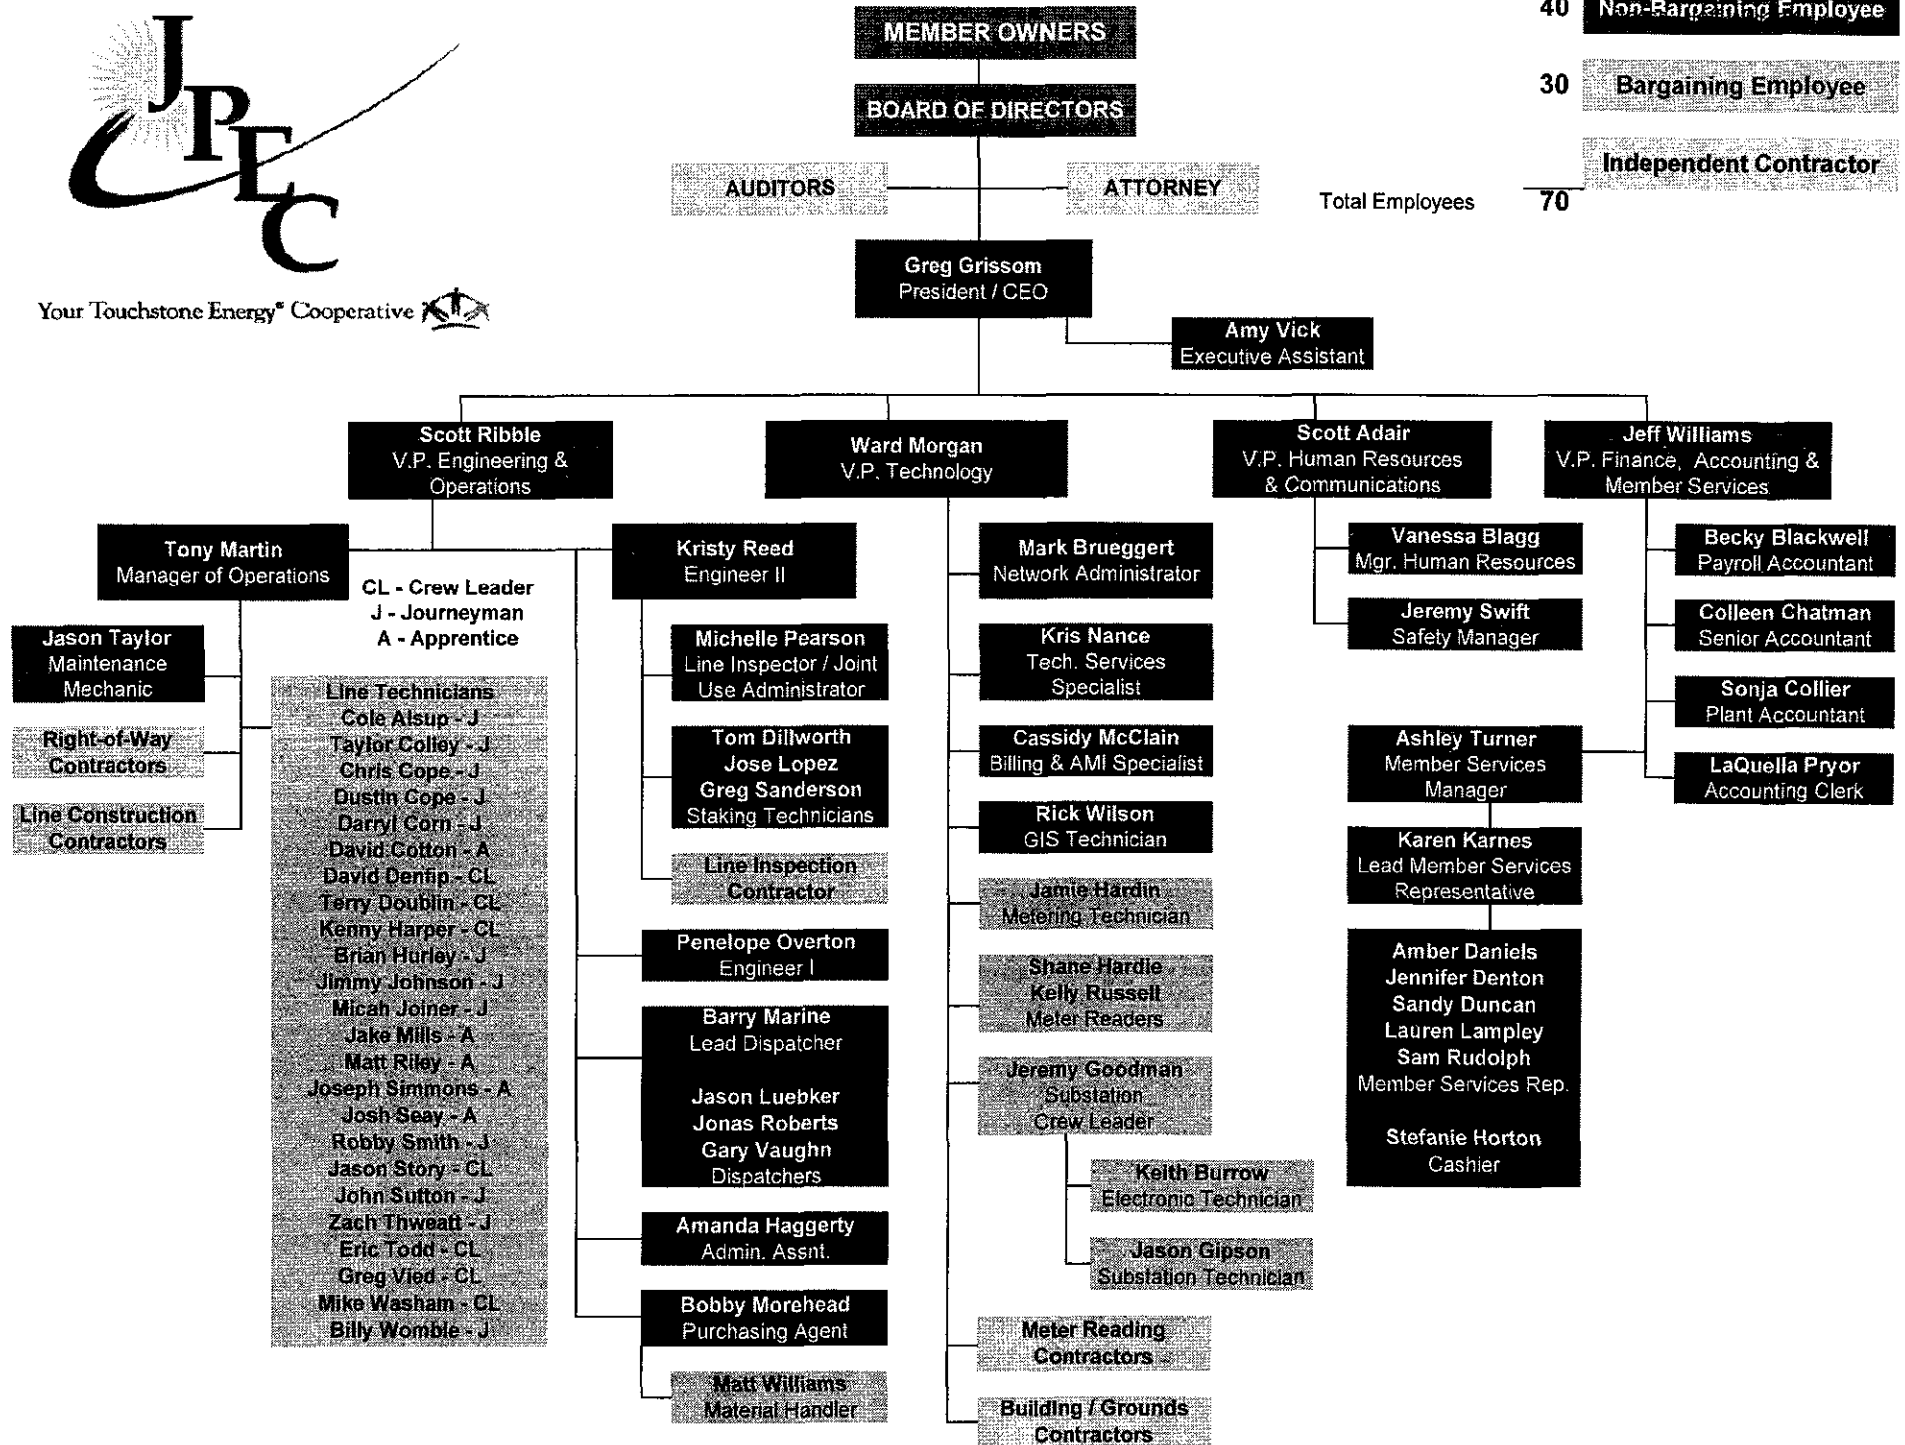 JPEC
Your Touchstone Energy® Cooperative
MEMBER OWNERS
BOARD OF DIRECTORS
AUDITORS
ATTORNEY
40 Non-Bargaining Employee
30 Bargaining Employee
Independent Contractor
Total Employees 70
Greg Grissom
President / CEO
Amy Vick
Executive Assistant
Scott Ribble
V.P. Engineering &
Operations
Ward Morgan
V.P. Technology
Scott Adair
V.P. Human Resources
& Communications
Jeff Williams
V.P. Finance, Accounting &
Member Services
Tony Martin
Manager of Operations
CL - Crew Leader
J - Journeyman
A - Apprentice
Jason Taylor
Maintenance
Mechanic
Right-of-Way
Contractors
Line Construction
Contractors
Line Technicians
Cole Alsup - J
Taylor Colley - J
Chris Cope - J
Dustin Cope - J
Darryl Corn - J
David Cotton - A
David Denfip - CL
Terry Doublin - CL
Kenny Harper - CL
Brian Hurley - J
Jimmy Johnson - J
Micah Joiner - J
Jake Mills - A
Matt Riley - A
Joseph Simmons - A
Josh Seay - A
Robby Smith - J
Jason Story - CL
John Sutton - J
Zach Thweatt - J
Eric Todd - CL
Greg Vied - CL
Mike Washam - CL
Billy Womble - J
Kristy Reed
Engineer II
Michelle Pearson
Line Inspector / Joint
Use Administrator
Tom Dillworth
Jose Lopez
Greg Sanderson
Staking Technicians
Line Inspection
Contractor
Penelope Overton
Engineer I
Barry Marine
Lead Dispatcher
Jason Luebker
Jonas Roberts
Gary Vaughn
Dispatchers
Amanda Haggerty
Admin. Assnt.
Bobby Morehead
Purchasing Agent
Matt Williams
Material Handler
Mark Brueggert
Network Administrator
Kris Nance
Tech. Services
Specialist
Cassidy McClain
Billing & AMI Specialist
Rick Wilson
GIS Technician
Jamie Hardin
Metering Technician
Shane Hardie
Kelly Russell
Meter Readers
Jeremy Goodman
Substation
Crew Leader
Keith Burrow
Electronic Technician
Jason Gipson
Substation Technician
Meter Reading
Contractors
Building / Grounds
Contractors
Vanessa Blagg
Mgr. Human Resources
Jeremy Swift
Safety Manager
Ashley Turner
Member Services
Manager
Karen Karnes
Lead Member Services
Representative
Amber Daniels
Jennifer Denton
Sandy Duncan
Lauren Lampley
Sam Rudolph
Member Services Rep.
Stefanie Horton
Cashier
Becky Blackwell
Payroll Accountant
Colleen Chatman
Senior Accountant
Sonja Collier
Plant Accountant
LaQuella Pryor
Accounting Clerk